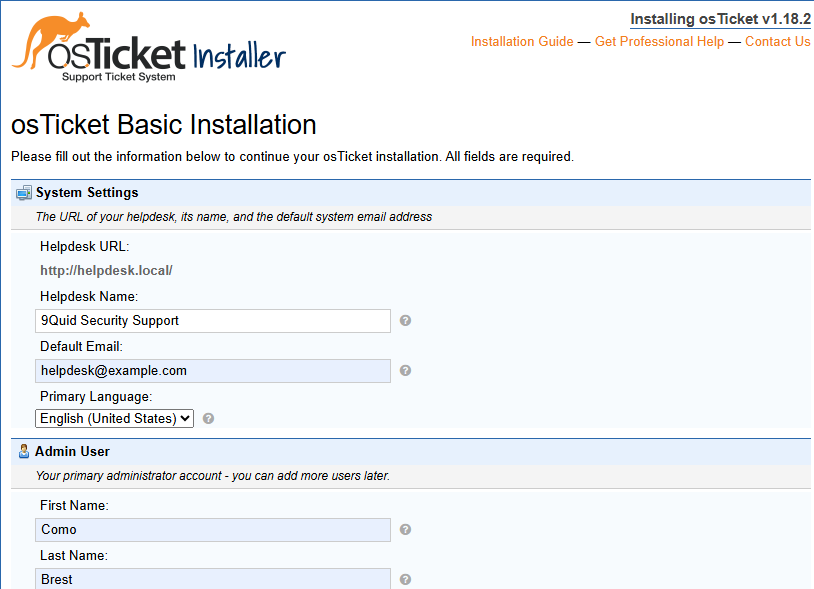 Installing osTicket v1.18.2
Installation Guide — Get Professional Help — Contact Us
osTicket Installer
Support Ticket System
osTicket Basic Installation
Please fill out the information below to continue your osTicket installation. All fields are required.
System Settings
The URL of your helpdesk, its name, and the default system email address
Helpdesk URL:
http://helpdesk.local/
Helpdesk Name:
9Quid Security Support
?
Default Email:
helpdesk@example.com
?
Primary Language:
English (United States)
?
Admin User
Your primary administrator account - you can add more users later.
First Name:
Como
?
Last Name:
Brest
?